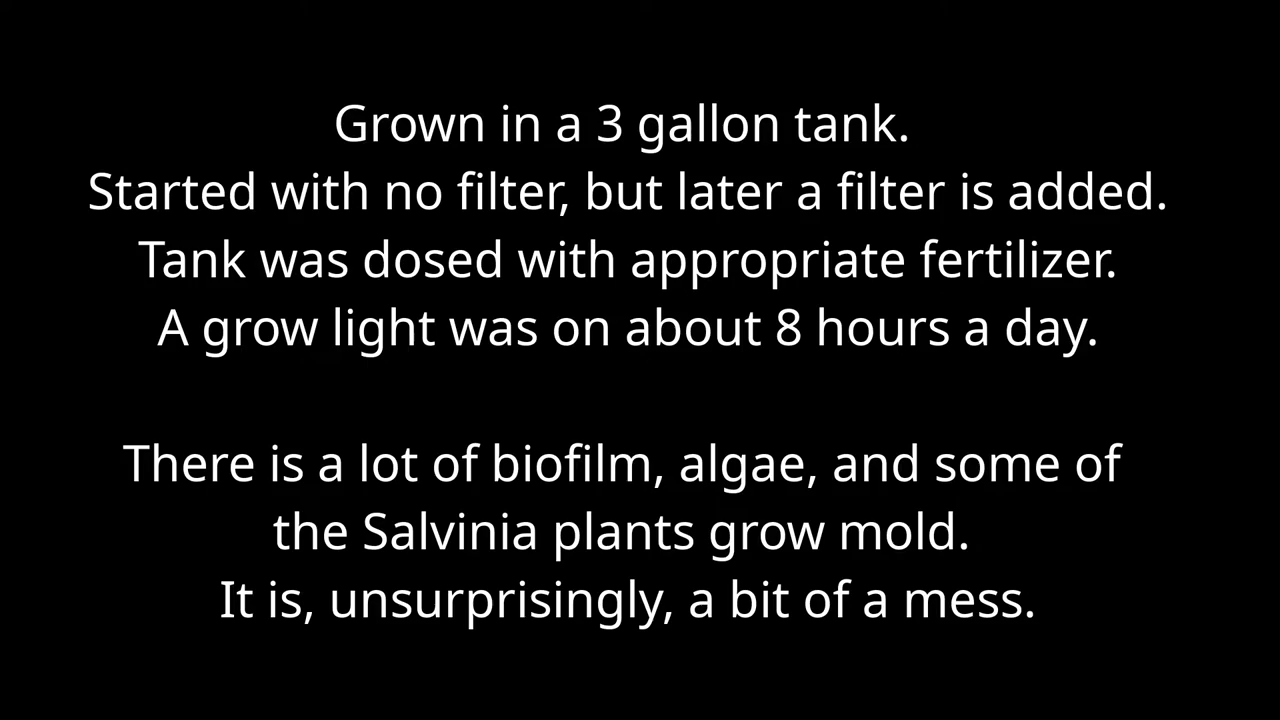 Grown in a 3 gallon tank.
Started with no filter, but later a filter is added.
Tank was dosed with appropriate fertilizer.
A grow light was on about 8 hours a day.
There is a lot of biofilm, algae, and some of
the Salvinia plants grow mold.
It is, unsurprisingly, a bit of a mess.